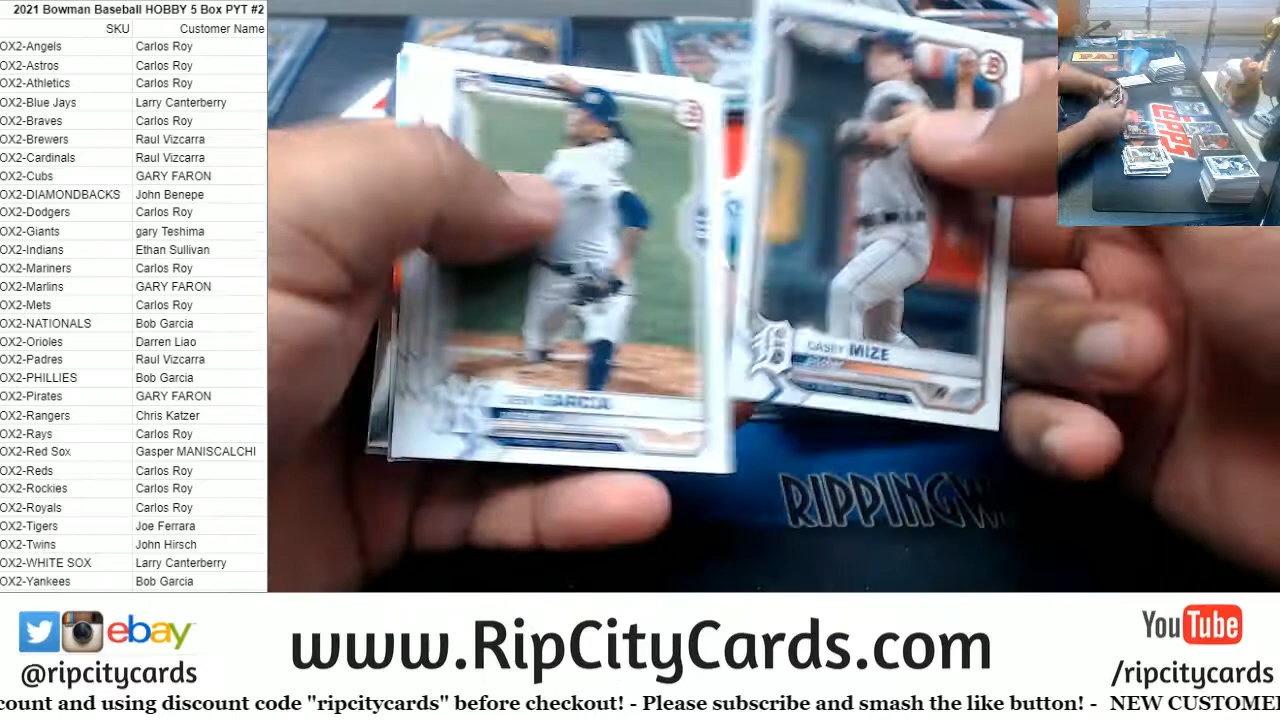 2021 Bowman Baseball HOBBY 5 Box PYT #2
SKU Customer Name
OX2-Angels Carlos Roy
OX2-Astros Carlos Roy
OX2-Athletics Carlos Roy
OX2-Blue Jays Larry Canterberry
OX2-Braves Carlos Roy
OX2-Brewers Raul Vizcarra
OX2-Cardinals Raul Vizcarra
OX2-Cubs GARY FARON
OX2-DIAMONDBACKS John Benepe
OX2-Dodgers Carlos Roy
OX2-Giants gary Teshima
OX2-Indians Ethan Sullivan
OX2-Mariners Carlos Roy
OX2-Marlins GARY FARON
OX2-Mets Carlos Roy
OX2-NATIONALS Bob Garcia
OX2-Orioles Darren Liao
OX2-Padres Raul Vizcarra
OX2-PHILLIES Bob Garcia
OX2-Pirates GARY FARON
OX2-Rangers Chris Katzer
OX2-Rays Carlos Roy
OX2-Red Sox Gasper MANISCALCHI
OX2-Reds Carlos Roy
OX2-Rockies Carlos Roy
OX2-Royals Carlos Roy
OX2-Tigers Joe Ferrara
OX2-Twins John Hirsch
OX2-WHITE SOX Larry Canterberry
OX2-Yankees Bob Garcia
GARCIA
CASEY MIZE
RIPPINGW
Topps
ebay
@ripcitycards
www.RipCityCards.com
YouTube
/ripcitycards
count and using discount code "ripcitycards" before checkout! - Please subscribe and smash the like button! - NEW CUSTOME